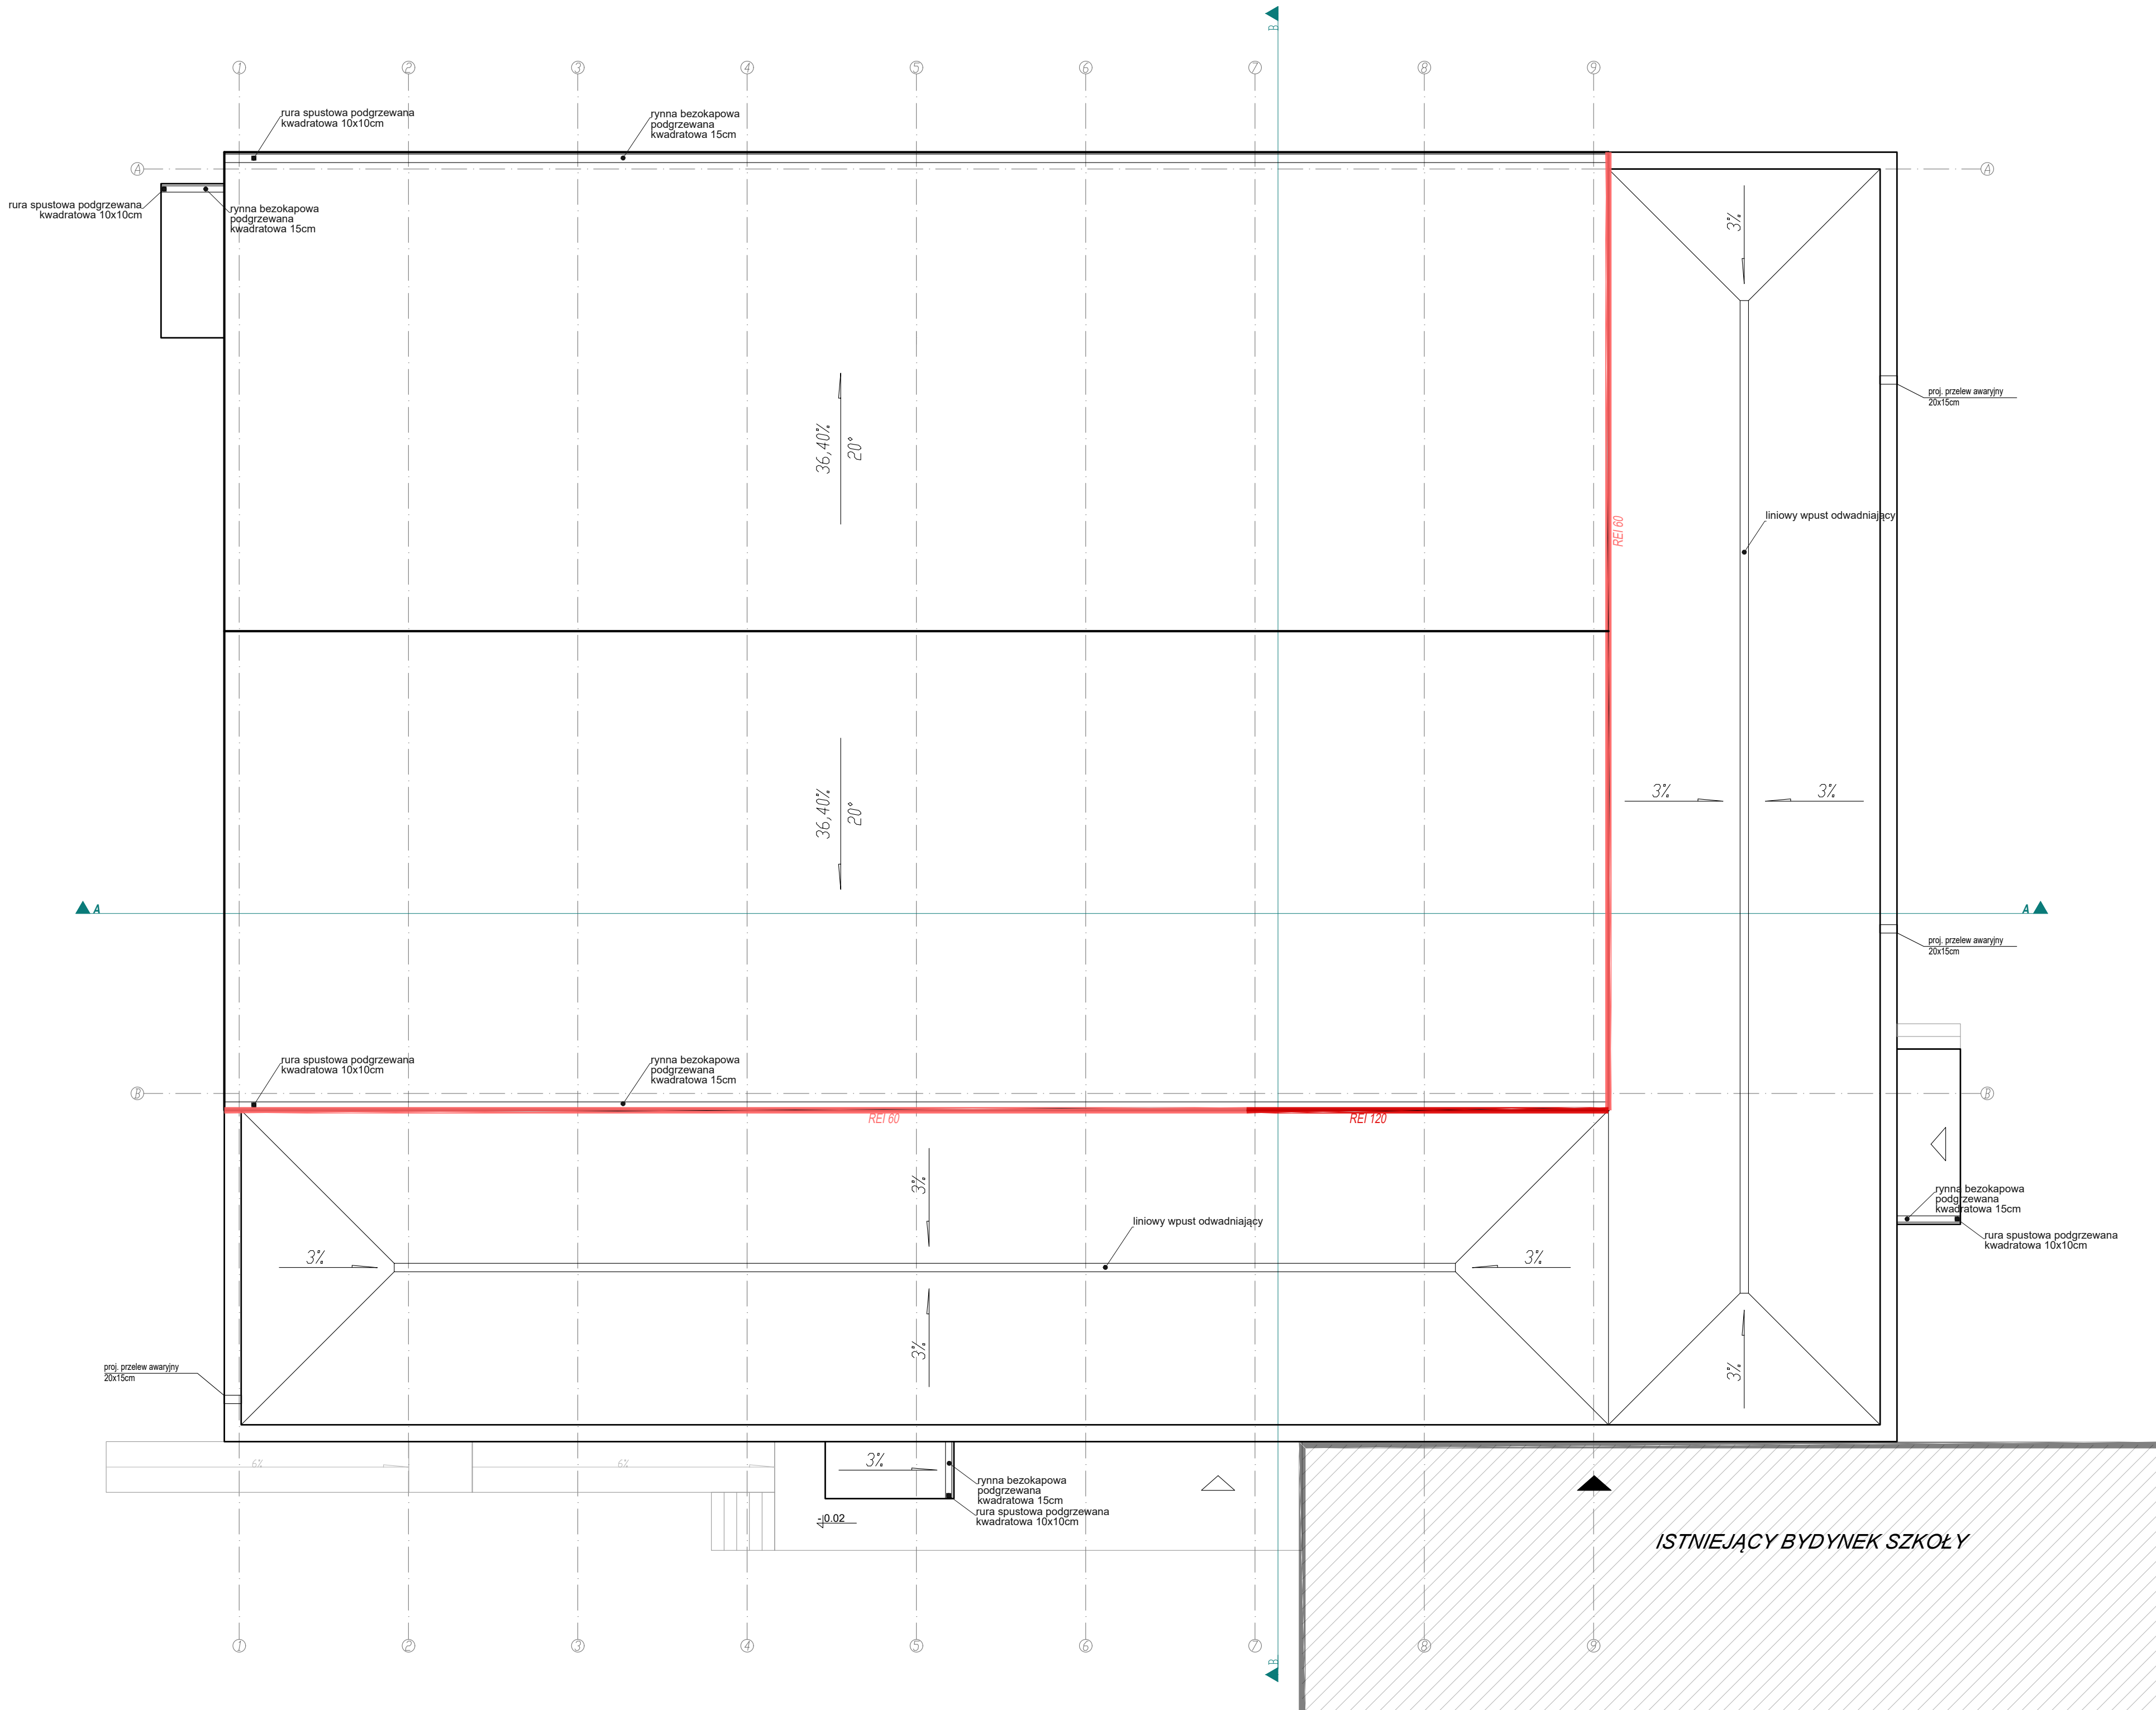 B
1
2
3
4
5
6
7
8
9
rura spustowa podgrzewana
kwadratowa 10x10cm
rynna bezokapowa
podgrzewana
kwadratowa 15cm
A
A
rura spustowa podgrzewana
kwadratowa 10x10cm
rynna bezokapowa
podgrzewana
kwadratowa 15cm
3%
proj. przelew awaryjny
20x15cm
36,40%
20°
liniowy wpust odwadniający
REI 60
3%
3%
36,40%
20°
A
A
proj. przelew awaryjny
20x15cm
rura spustowa podgrzewana
kwadratowa 10x10cm
rynna bezokapowa
podgrzewana
kwadratowa 15cm
B
B
REI 60
REI 120
3%
rynna bezokapowa
podgrzewana
kwadratowa 15cm
rura spustowa podgrzewana
kwadratowa 10x10cm
liniowy wpust odwadniający
3%
3%
3%
3%
proj. przelew awaryjny
20x15cm
6%
6%
3%
rynna bezokapowa
podgrzewana
kwadratowa 15cm
rura spustowa podgrzewana
kwadratowa 10x10cm
-0.02
ISTNIEJĄCY BYDYNEK SZKOŁY
1
2
3
4
5
6
7
8
9
B